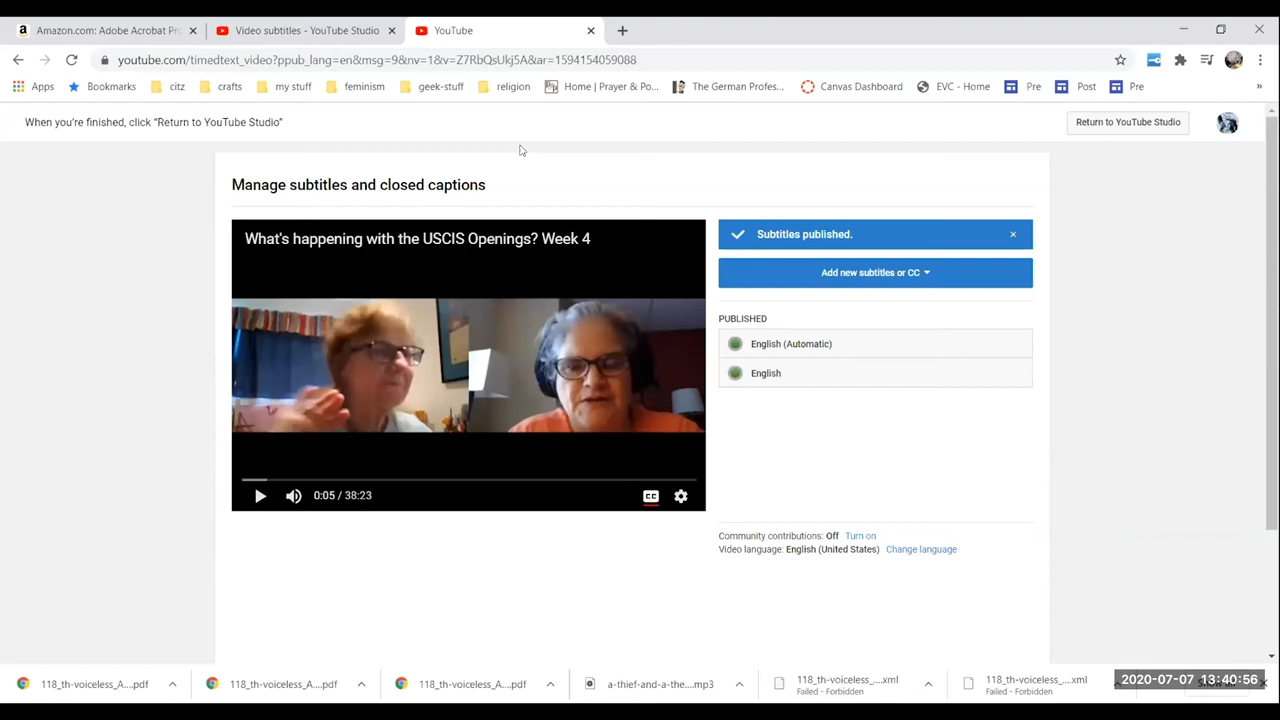 Amazon.com: Adobe Acrobat Pr
Video subtitles - YouTube Studio
YouTube
youtube.com/timedtext_video?ppub_lang=en&msg=9&nv=1&v=Z7RbQsUkj5A&ar=1594154059088
Apps
Bookmarks
citz
crafts
my stuff
feminism
geek-stuff
religion
Home | Prayer & Po...
The German Profes...
Canvas Dashboard
EVC - Home
Pre
Post
Pre
»
When you're finished, click "Return to YouTube Studio"
Return to YouTube Studio
Manage subtitles and closed captions
What's happening with the USCIS Openings? Week 4
0:05 / 38:23
CC
Subtitles published.
Add new subtitles or CC
PUBLISHED
English (Automatic)
English
Community contributions: Off Turn on
Video language: English (United States) Change language
118_th-voiceless_A....pdf
118_th-voiceless_A....pdf
118_th-voiceless_A....pdf
a-thief-and-a-the....mp3
118_th-voiceless_....xml
Failed - Forbidden
118_th-voiceless_....xml
Failed - Forbidden
2020-07-07 13:40:56